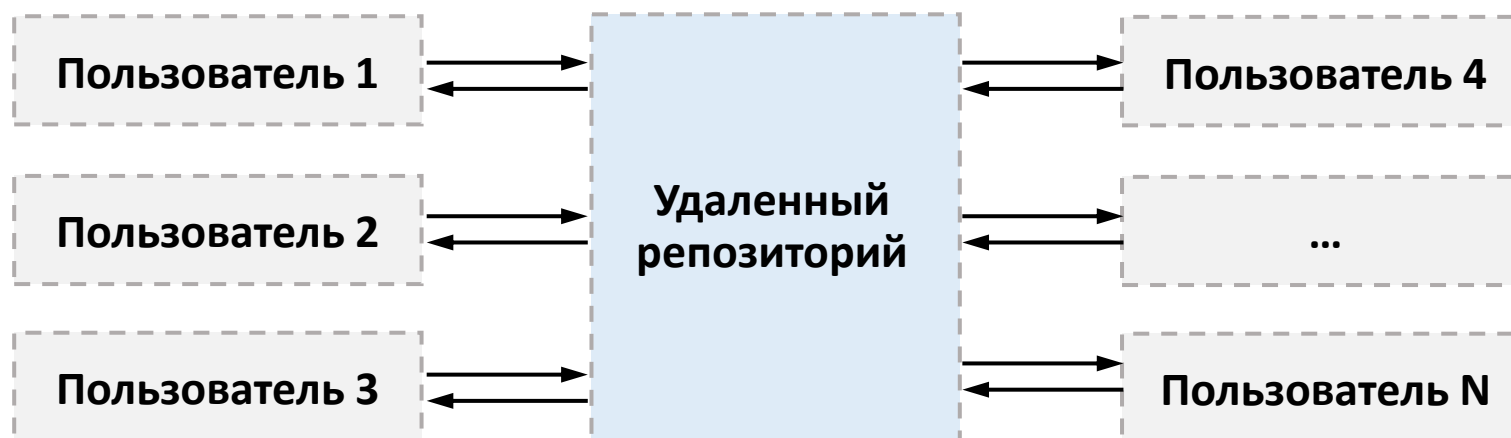 Пользователь 1
Пользователь 2
Пользователь 3
Удаленный
репозиторий
Пользователь 4
...
Пользователь N